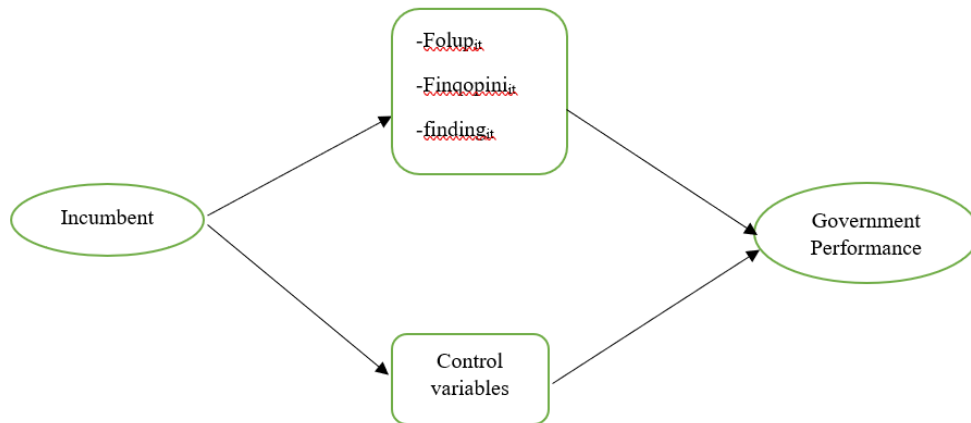 -Folupit
-Finqopiniit
-findingit
Incumbent
Government
Performance
Control
variables